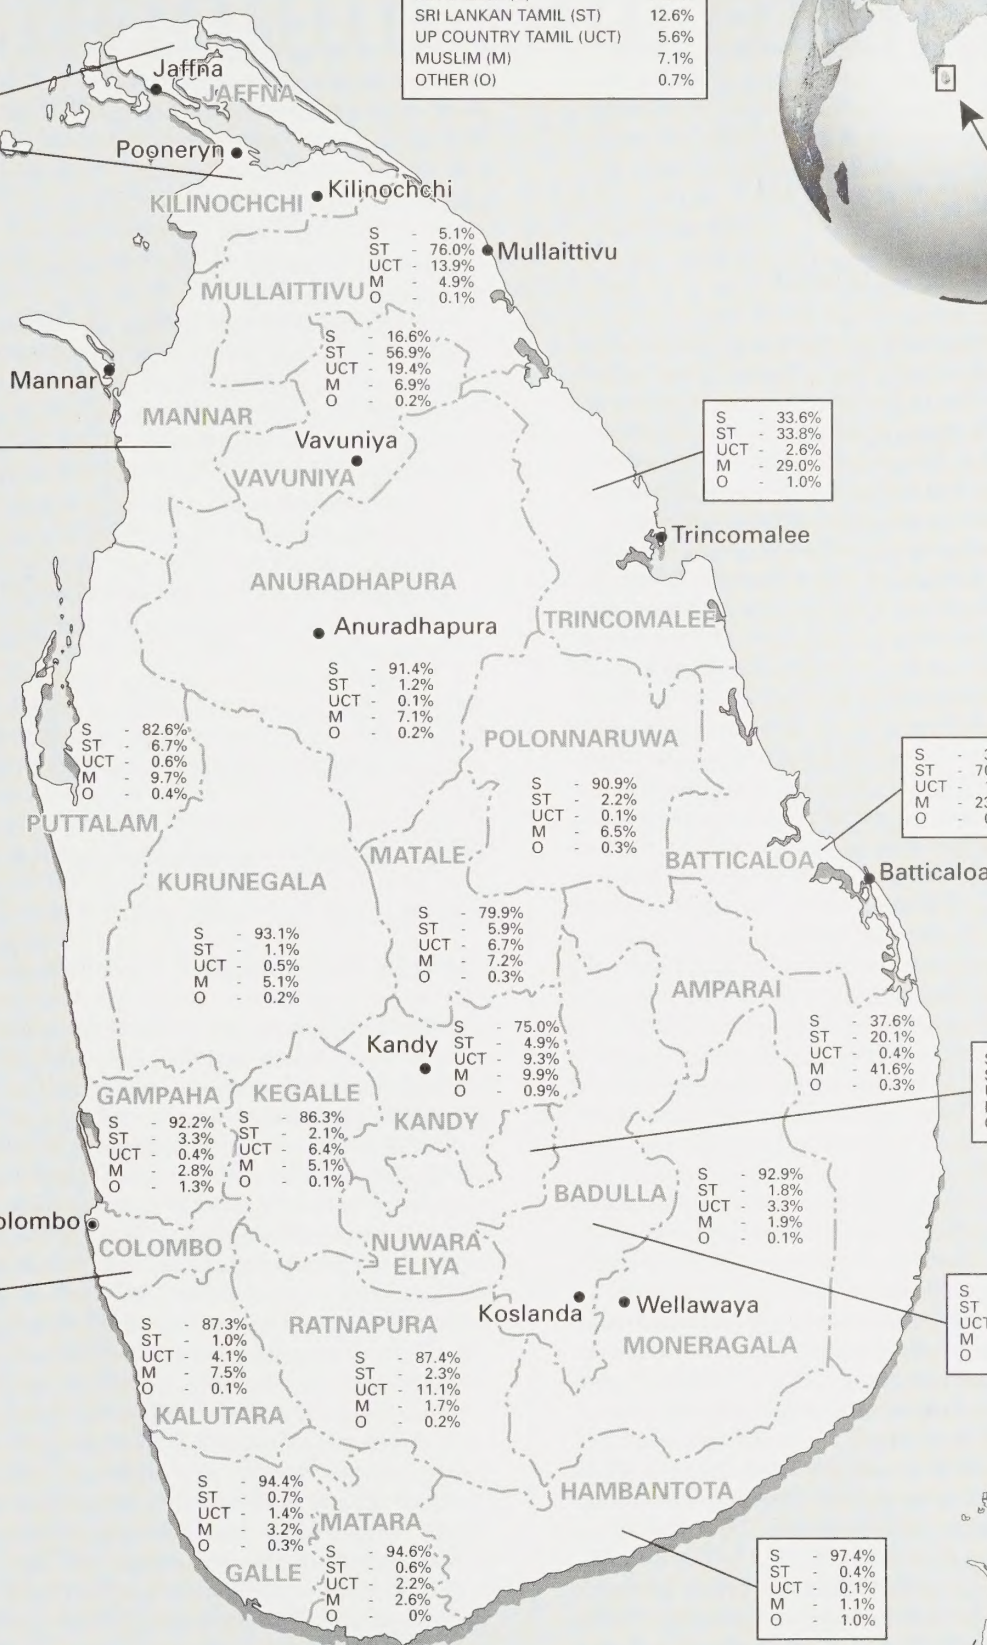 SRI LANKAN TAMIL (ST) 12.6%
UP COUNTRY TAMIL (UCT) 5.6%
MUSLIM (M) 7.1%
OTHER (O) 0.7%
Jaffna
JAFFNA
Pooneryn
Kilinochchi
KILINOCHCHI
S - 5.1%
ST - 76.0%
UCT - 13.9%
M - 4.9%
O - 0.1%
Mullaittivu
MULLAITTIVU
S - 16.6%
ST - 56.9%
UCT - 19.4%
M - 6.9%
O - 0.2%
Mannar
MANNAR
Vavuniya
VAVUNIYA
S - 33.6%
ST - 33.8%
UCT - 2.6%
M - 29.0%
O - 1.0%
Trincomalee
ANURADHAPURA
TRINCOMALEE
Anuradhapura
S - 91.4%
ST - 1.2%
UCT - 0.1%
M - 7.1%
O - 0.2%
S - 82.6%
ST - 6.7%
UCT - 0.6%
M - 9.7%
O - 0.4%
PUTTALAM
POLONNARUWA
S - 90.9%
ST - 2.2%
UCT - 0.1%
M - 6.5%
O - 0.3%
S - 3
ST - 70
UCT -
M - 23
O - 0
MATALE
BATTICALOA
Batticaloa
KURUNEGALA
S - 93.1%
ST - 1.1%
UCT - 0.5%
M - 5.1%
O - 0.2%
S - 79.9%
ST - 5.9%
UCT - 6.7%
M - 7.2%
O - 0.3%
AMPARAI
S - 37.6%
ST - 20.1%
UCT - 0.4%
M - 41.6%
O - 0.3%
Kandy
S - 75.0%
ST - 4.9%
UCT - 9.3%
M - 9.9%
O - 0.9%
KANDY
GAMPAHA
S - 92.2%
ST - 3.3%
UCT - 0.4%
M - 2.8%
O - 1.3%
KEGALLE
S - 86.3%
ST - 2.1%
UCT - 6.4%
M - 5.1%
O - 0.1%
BADULLA
S - 92.9%
ST - 1.8%
UCT - 3.3%
M - 1.9%
O - 0.1%
olombo
COLOMBO
NUWARA
ELIYA
S
ST
UCT
M
O
Koslanda
Wellawaya
MONERAGALA
S - 87.3%
ST - 1.0%
UCT - 4.1%
M - 7.5%
O - 0.1%
KALUTARA
RATNAPURA
S - 87.4%
ST - 2.3%
UCT - 11.1%
M - 1.7%
O - 0.2%
S - 94.4%
ST - 0.7%
UCT - 1.4%
M - 3.2%
O - 0.3%
GALLE
MATARA
S - 94.6%
ST - 0.6%
UCT - 2.2%
M - 2.6%
O - 0%
HAMBANTOTA
S - 97.4%
ST - 0.4%
UCT - 0.1%
M - 1.1%
O - 1.0%